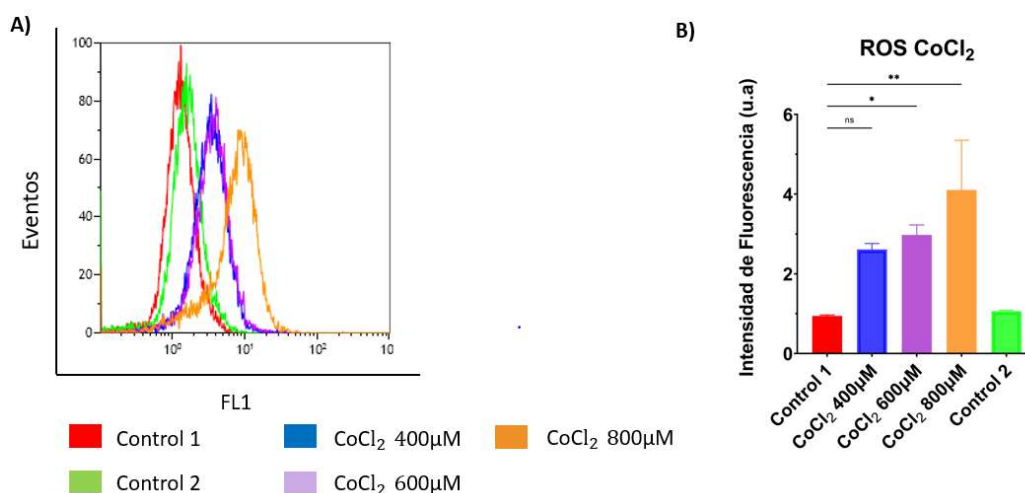 A)
100
80
60
40
20
0
Eventos
10⁰ 10¹ 10² 10
FL1
Control 1
CoCl₂ 400µM
CoCl₂ 800µM
Control 2
CoCl₂ 600µM
B)
ROS CoCl₂
**
*
ns
6
4
2
0
Intensidad de Fluorescencia (u.a)
Control 1
CoCl₂ 400µM
CoCl₂ 600µM
CoCl₂ 800µM
Control 2